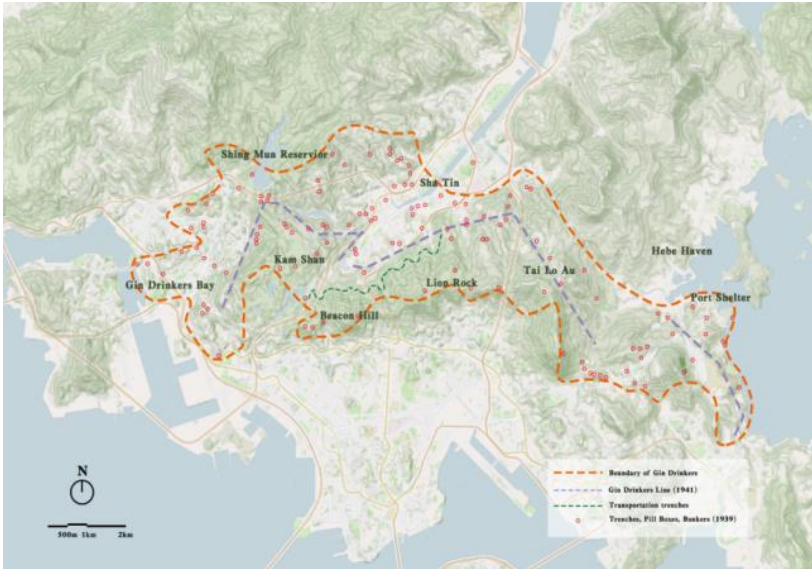 Shing Mun Reservior
Sha Tin
Hebe Haven
Kam Shan
Tai Lo Au
Gin Drinkers Bay
Lion Rock
Port Shelter
Beacon Hill
N
500m 1km 2km
Boundary of Gin Drinkers
Gin Drinkers Line (1941)
Transportation trenches
Trenches, Pill Boxes, Bunkers (1939)